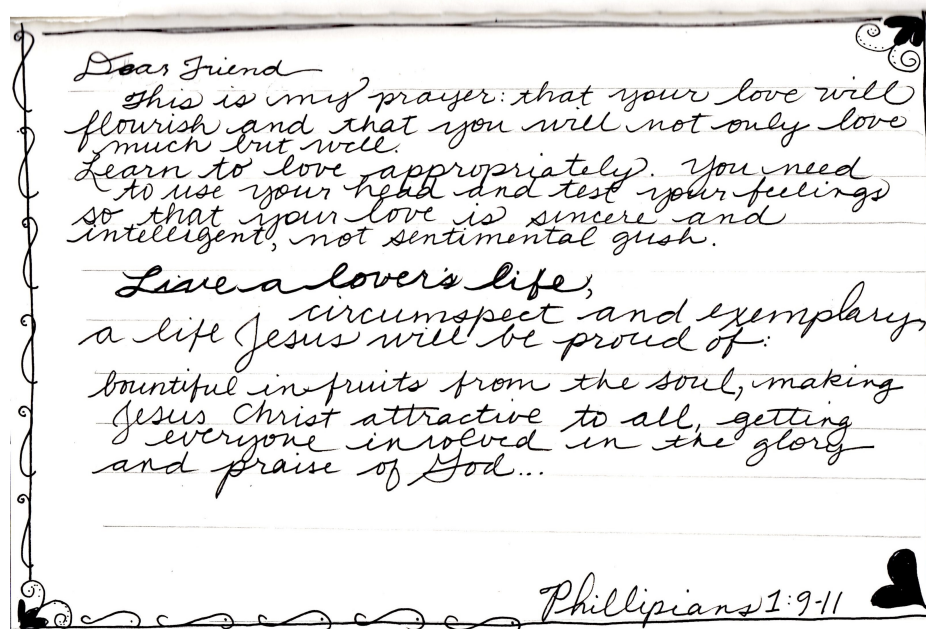 Dear Friend
This is my prayer: that your love will
flourish and that you will not only love
much but well.
Learn to love appropriately. You need
to use your head and test your feelings
so that your love is sincere and
intelligent, not sentimental gush.
Live a lover's life,
circumspect and exemplary,
a life Jesus will be proud of:
bountiful in fruits from the soul, making
Jesus Christ attractive to all, getting
everyone involved in the glory
and praise of God...
Phillipians 1:9-11